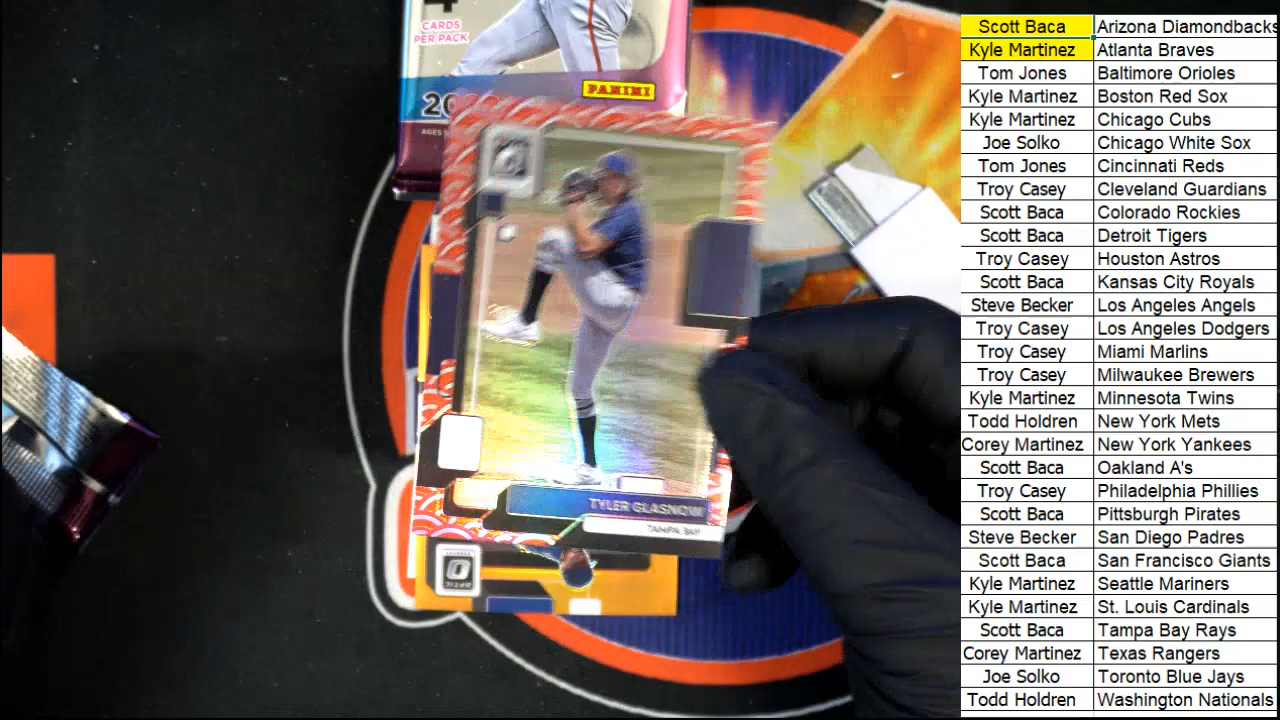 4
CARDS
PER PACK
PANINI
20
AGES
TYLER GLASNOW
TAMPA BAY
OPTIC
Scott Baca Arizona Diamondbacks
Kyle Martinez Atlanta Braves
Tom Jones Baltimore Orioles
Kyle Martinez Boston Red Sox
Kyle Martinez Chicago Cubs
Joe Solko Chicago White Sox
Tom Jones Cincinnati Reds
Troy Casey Cleveland Guardians
Scott Baca Colorado Rockies
Scott Baca Detroit Tigers
Troy Casey Houston Astros
Scott Baca Kansas City Royals
Steve Becker Los Angeles Angels
Troy Casey Los Angeles Dodgers
Troy Casey Miami Marlins
Troy Casey Milwaukee Brewers
Kyle Martinez Minnesota Twins
Todd Holdren New York Mets
Corey Martinez New York Yankees
Scott Baca Oakland A's
Troy Casey Philadelphia Phillies
Scott Baca Pittsburgh Pirates
Steve Becker San Diego Padres
Scott Baca San Francisco Giants
Kyle Martinez Seattle Mariners
Kyle Martinez St. Louis Cardinals
Scott Baca Tampa Bay Rays
Corey Martinez Texas Rangers
Joe Solko Toronto Blue Jays
Todd Holdren Washington Nationals